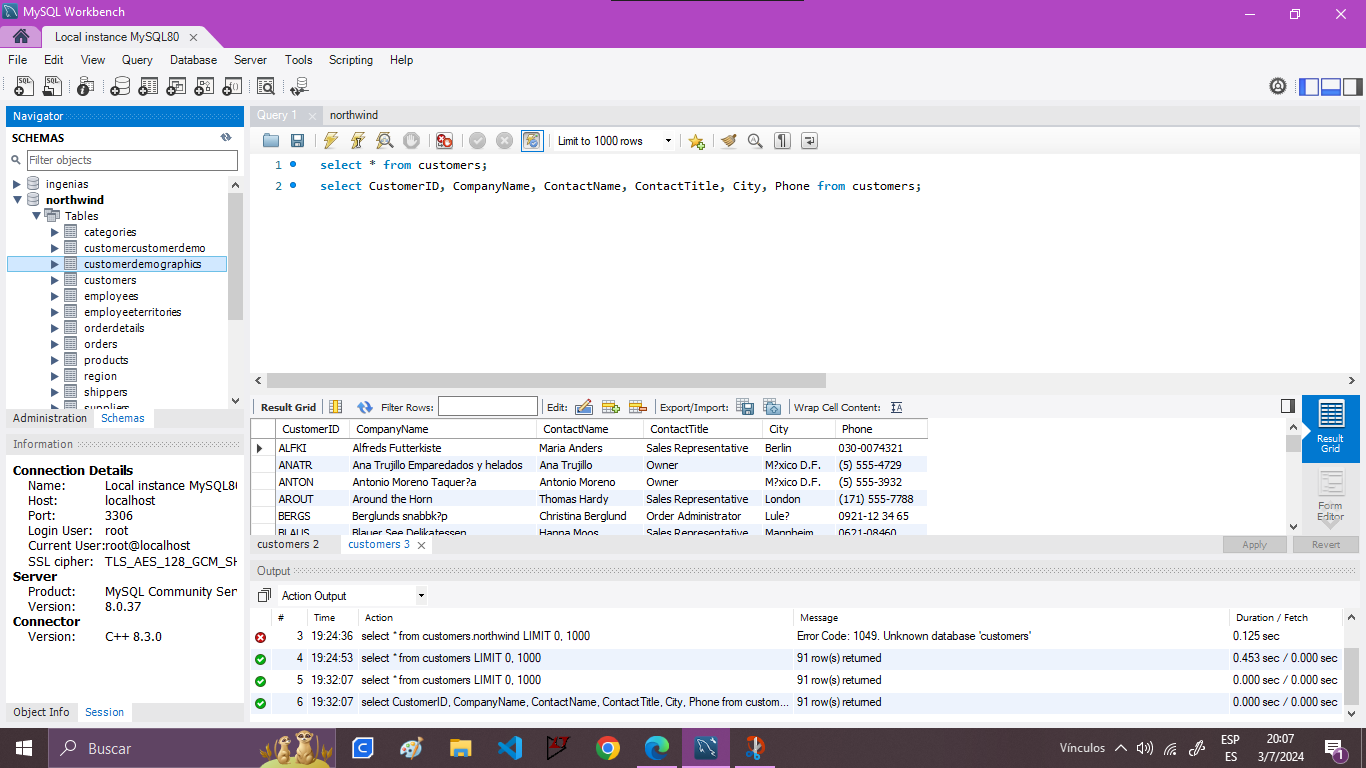 MySQL Workbench
Local instance MySQL80
File Edit View Query Database Server Tools Scripting Help
Navigator
SCHEMAS
Filter objects
ingenias
northwind
Tables
categories
customercustomerdemo
customerdemographics
customers
employees
employeeterritories
orderdetails
orders
products
region
shippers
suppliers
Administration Schemas
Information
Connection Details
Name: Local instance MySQL80
Host: localhost
Port: 3306
Login User: root
Current User: root@localhost
SSL cipher: TLS_AES_128_GCM_SH
Server
Product: MySQL Community Ser
Version: 8.0.37
Connector
Version: C++ 8.3.0
Object Info Session
Query 1 northwind
Limit to 1000 rows
1 select * from customers;
2 select CustomerID, CompanyName, ContactName, ContactTitle, City, Phone from customers;
Result Grid Filter Rows: Edit: Export/Import: Wrap Cell Content:
CustomerID CompanyName ContactName ContactTitle City Phone
ALFKI Alfreds Futterkiste Maria Anders Sales Representative Berlin 030-0074321
ANATR Ana Trujillo Emparedados y helados Ana Trujillo Owner M?xico D.F. (5) 555-4729
ANTON Antonio Moreno Taquer?a Antonio Moreno Owner M?xico D.F. (5) 555-3932
AROUT Around the Horn Thomas Hardy Sales Representative London (171) 555-7788
BERGS Berglunds snabbk?p Christina Berglund Order Administrator Lule? 0921-12 34 65
BLAUS Blauer See Delikatessen Hanna Moos Sales Representative Mannheim 0621-08460
Result Grid
Form Editor
customers 2 customers 3
Apply Revert
Output
Action Output
# Time Action Message Duration / Fetch
3 19:24:36 select * from customers.northwind LIMIT 0, 1000 Error Code: 1049. Unknown database 'customers' 0.125 sec
4 19:24:53 select * from customers LIMIT 0, 1000 91 row(s) returned 0.453 sec / 0.000 sec
5 19:32:07 select * from customers LIMIT 0, 1000 91 row(s) returned 0.000 sec / 0.000 sec
6 19:32:07 select CustomerID, CompanyName, ContactName, ContactTitle, City, Phone from custom... 91 row(s) returned 0.000 sec / 0.000 sec
Buscar
Vínculos
ESP
ES
20:07
3/7/2024
1